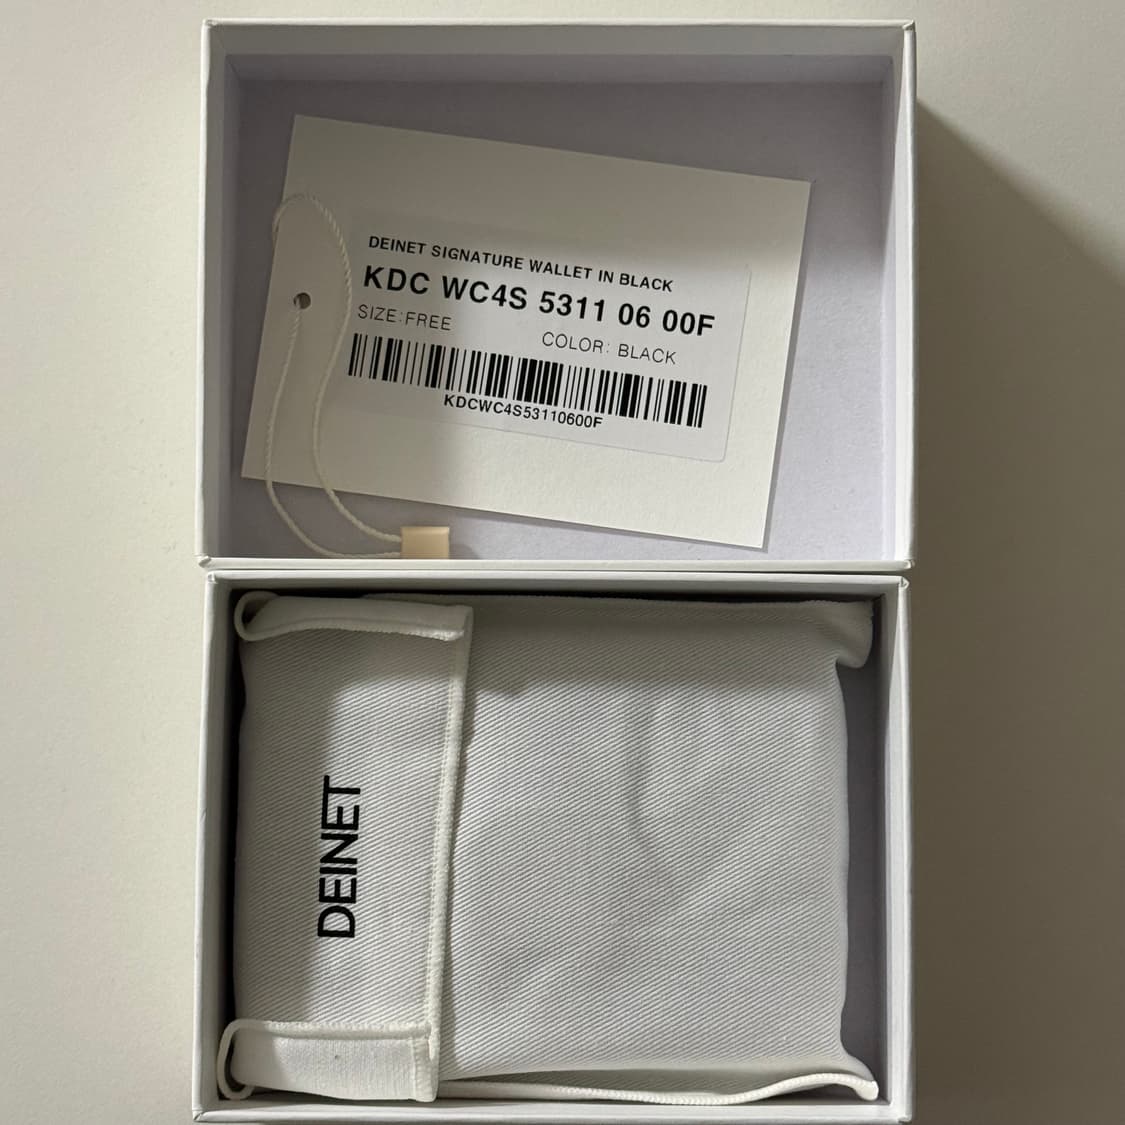 DEINET SIGNATURE WALLET IN BLACK
KDC WC4S 5311 06 00F
SIZE:FREE COLOR: BLACK
KDCWC4S53110600F
DEINET